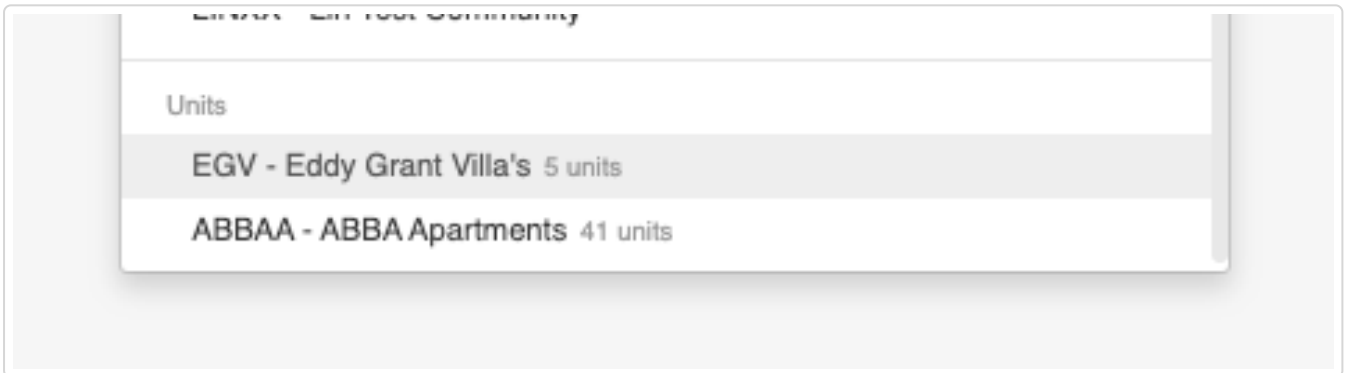 Units
EGV - Eddy Grant Villa's 5 units
ABBAA - ABBA Apartments 41 units